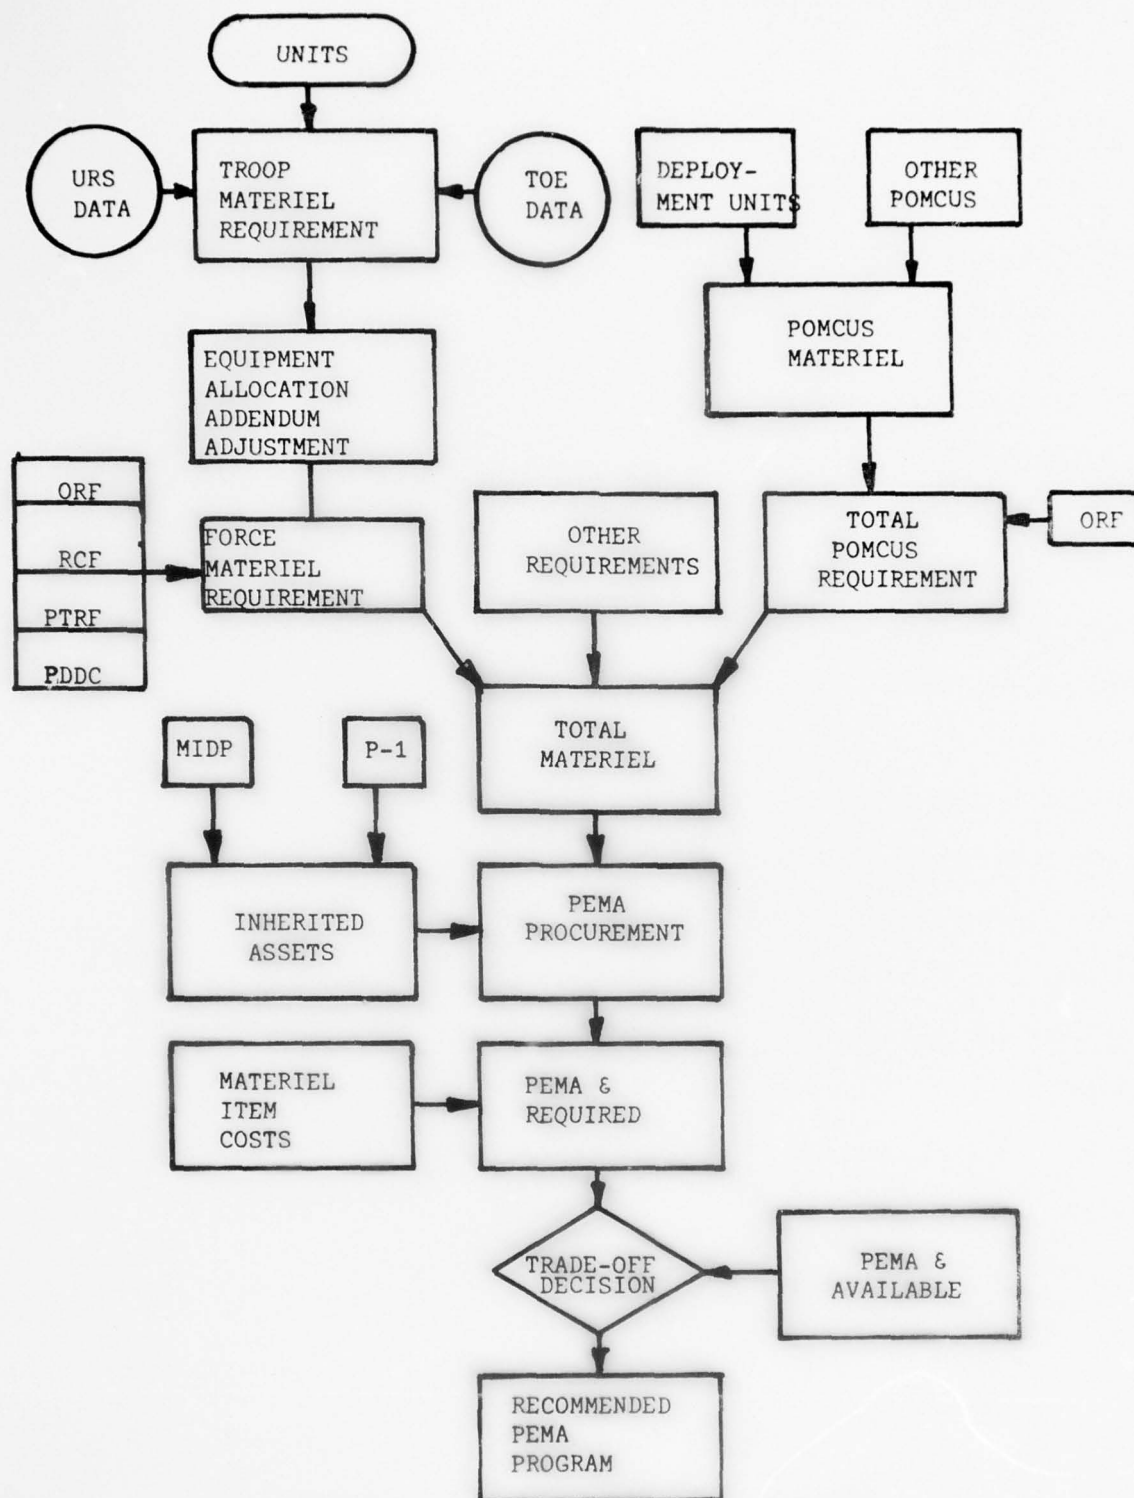 UNITS
URS
DATA
TROOP
MATERIEL
REQUIREMENT
TOE
DATA
DEPLOY-
MENT UNITS
OTHER
POMCUS
POMCUS
MATERIEL
EQUIPMENT
ALLOCATION
ADDENDUM
ADJUSTMENT
ORF
RCF
PTRF
PDDC
FORCE
MATERIEL
REQUIREMENT
OTHER
REQUIREMENTS
TOTAL
POMCUS
REQUIREMENT
ORF
TOTAL
MATERIEL
MIDP
P-1
INHERITED
ASSETS
PEMA
PROCUREMENT
MATERIEL
ITEM
COSTS
PEMA &
REQUIRED
TRADE-OFF
DECISION
PEMA &
AVAILABLE
RECOMMENDED
PEMA
PROGRAM